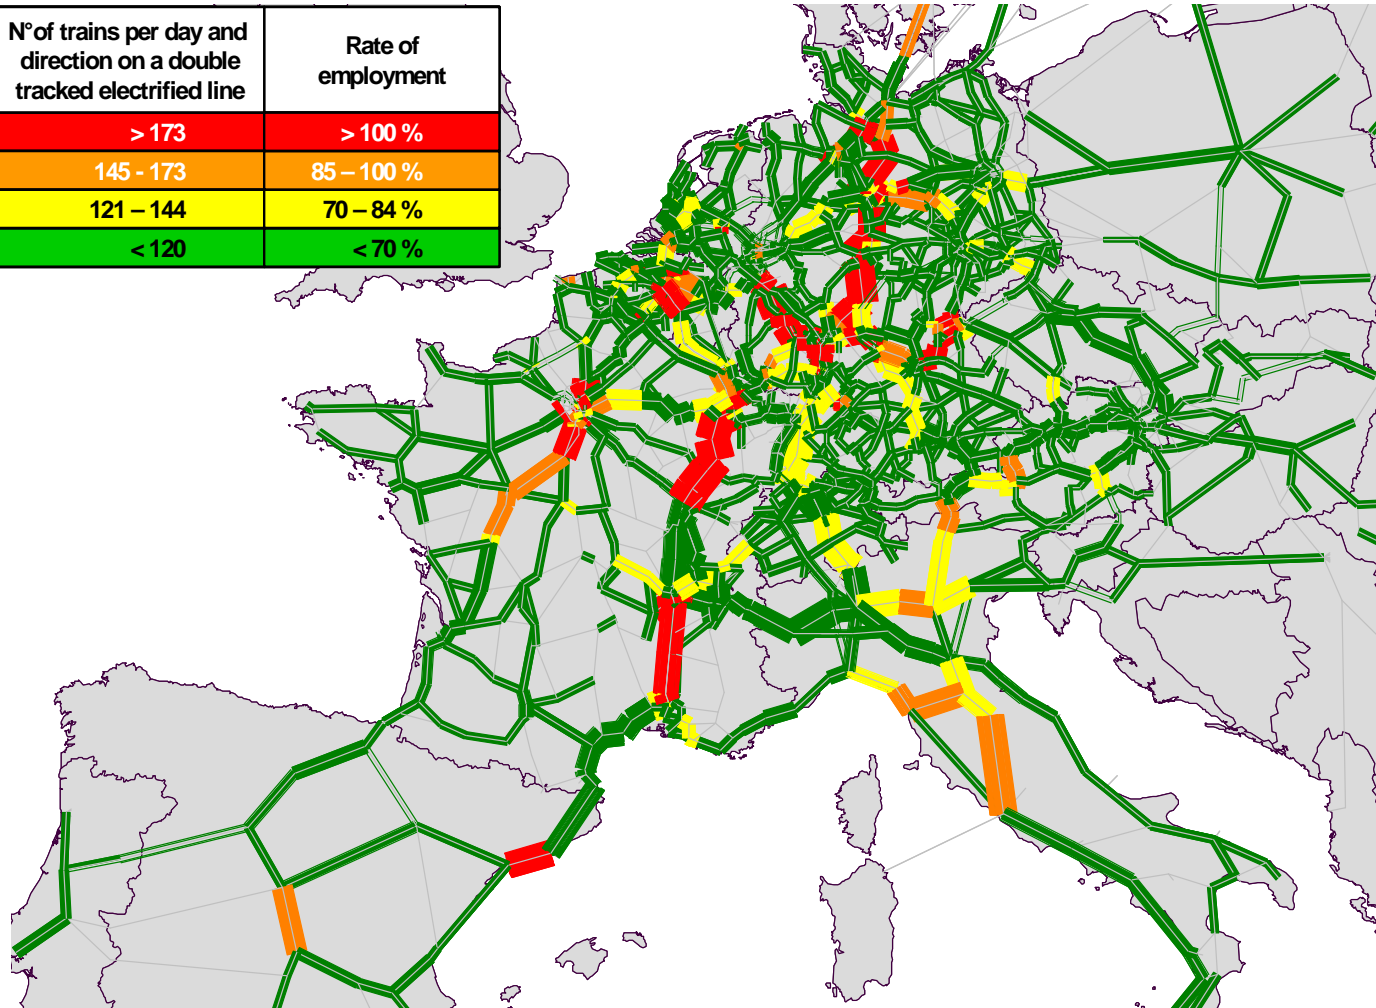 N°of trains per day and
direction on a double
tracked electrified line
Rate of
employment
> 173
> 100 %
145 - 173
85 – 100 %
121 – 144
70 – 84 %
< 120
< 70 %